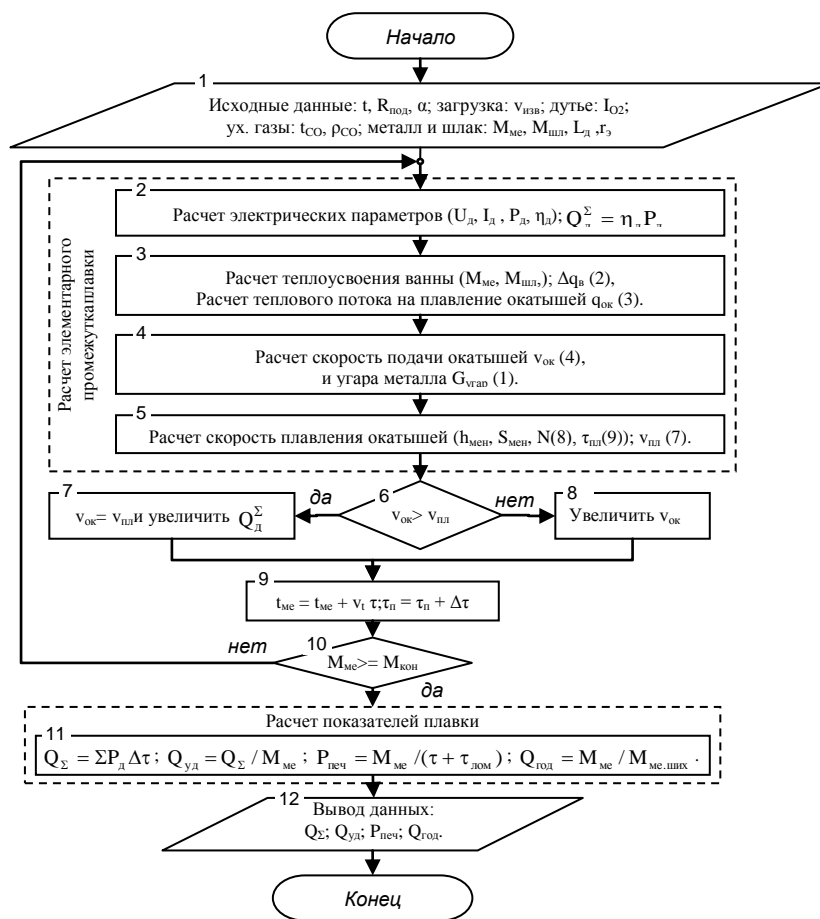 Начало
1
Исходные данные: t, Rпод, α; загрузка: vизв; дутье: IO2;
ух. газы: tCO, ρCO; металл и шлак: Mме, Mшл, Lд ,rэ
Расчет элементарного
промежуткаплавки
2
Расчет электрических параметров (Uд, Iд , Pд, ηд); QдΣ = ηдPд
3
Расчет теплоусвоения ванны (Mме, Mшл,); Δqв (2),
Расчет теплового потока на плавление окатышей qок (3).
4
Расчет скорость подачи окатышей vок (4),
и угара металла Gугар (1).
5
Расчет скорость плавления окатышей (hмен, Sмен, N(8), τпл(9)); vпл (7).
7
vок= vпли увеличить QдΣ
да
6
vок> vпл
нет
8
Увеличить vок
9
tме = tме + vt τ;τп = τп + Δτ
нет
10
Mме>= Mкон
да
Расчет показателей плавки
11
QΣ = ΣPд Δτ ; Qуд = QΣ / Mме ; Pпеч = Mме /(τ + τлом ) ; Qгод = Mме / Mме.ших .
12
Вывод данных:
QΣ; Qуд; Pпеч; Qгод.
Конец